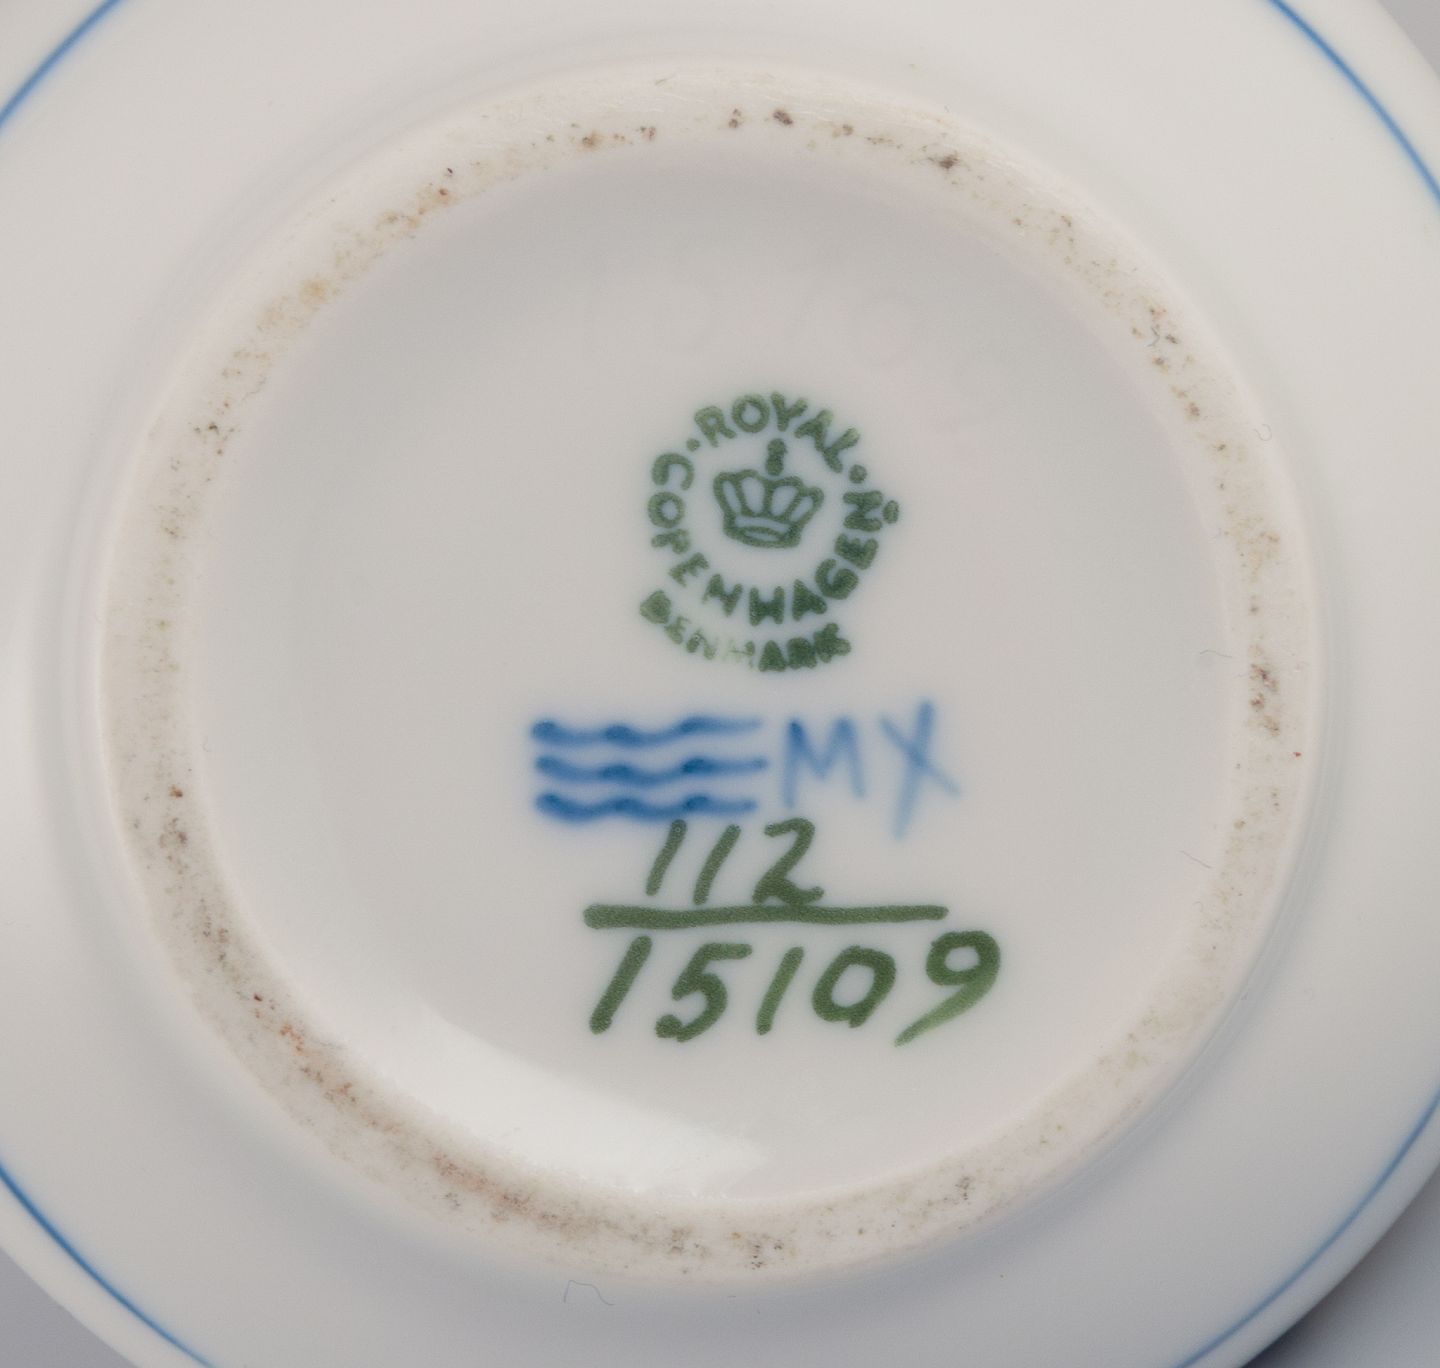 ROYAL
COPENHAGEN
DENMARK
MX
112
15109